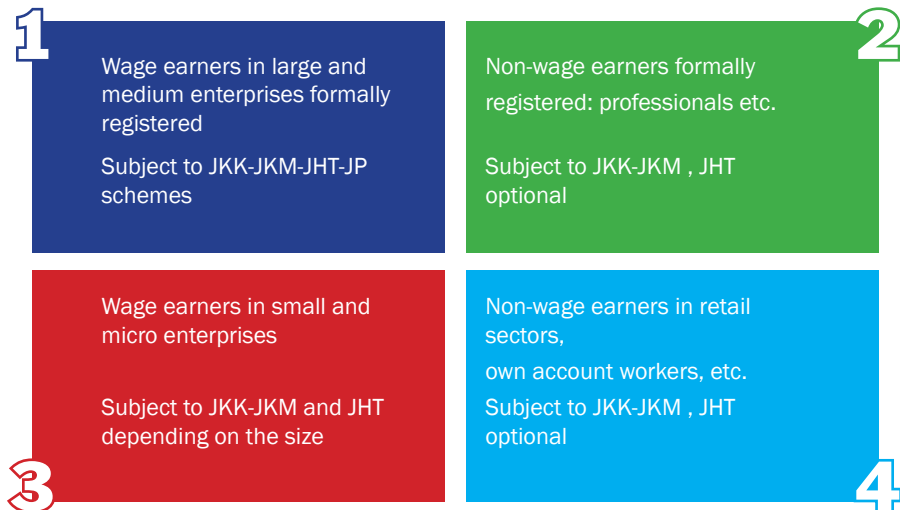 1
Wage earners in large and
medium enterprises formally
registered
Subject to JKK-JKM-JHT-JP
schemes
2
Non-wage earners formally
registered: professionals etc.
Subject to JKK-JKM , JHT
optional
3
Wage earners in small and
micro enterprises
Subject to JKK-JKM and JHT
depending on the size
4
Non-wage earners in retail
sectors,
own account workers, etc.
Subject to JKK-JKM , JHT
optional